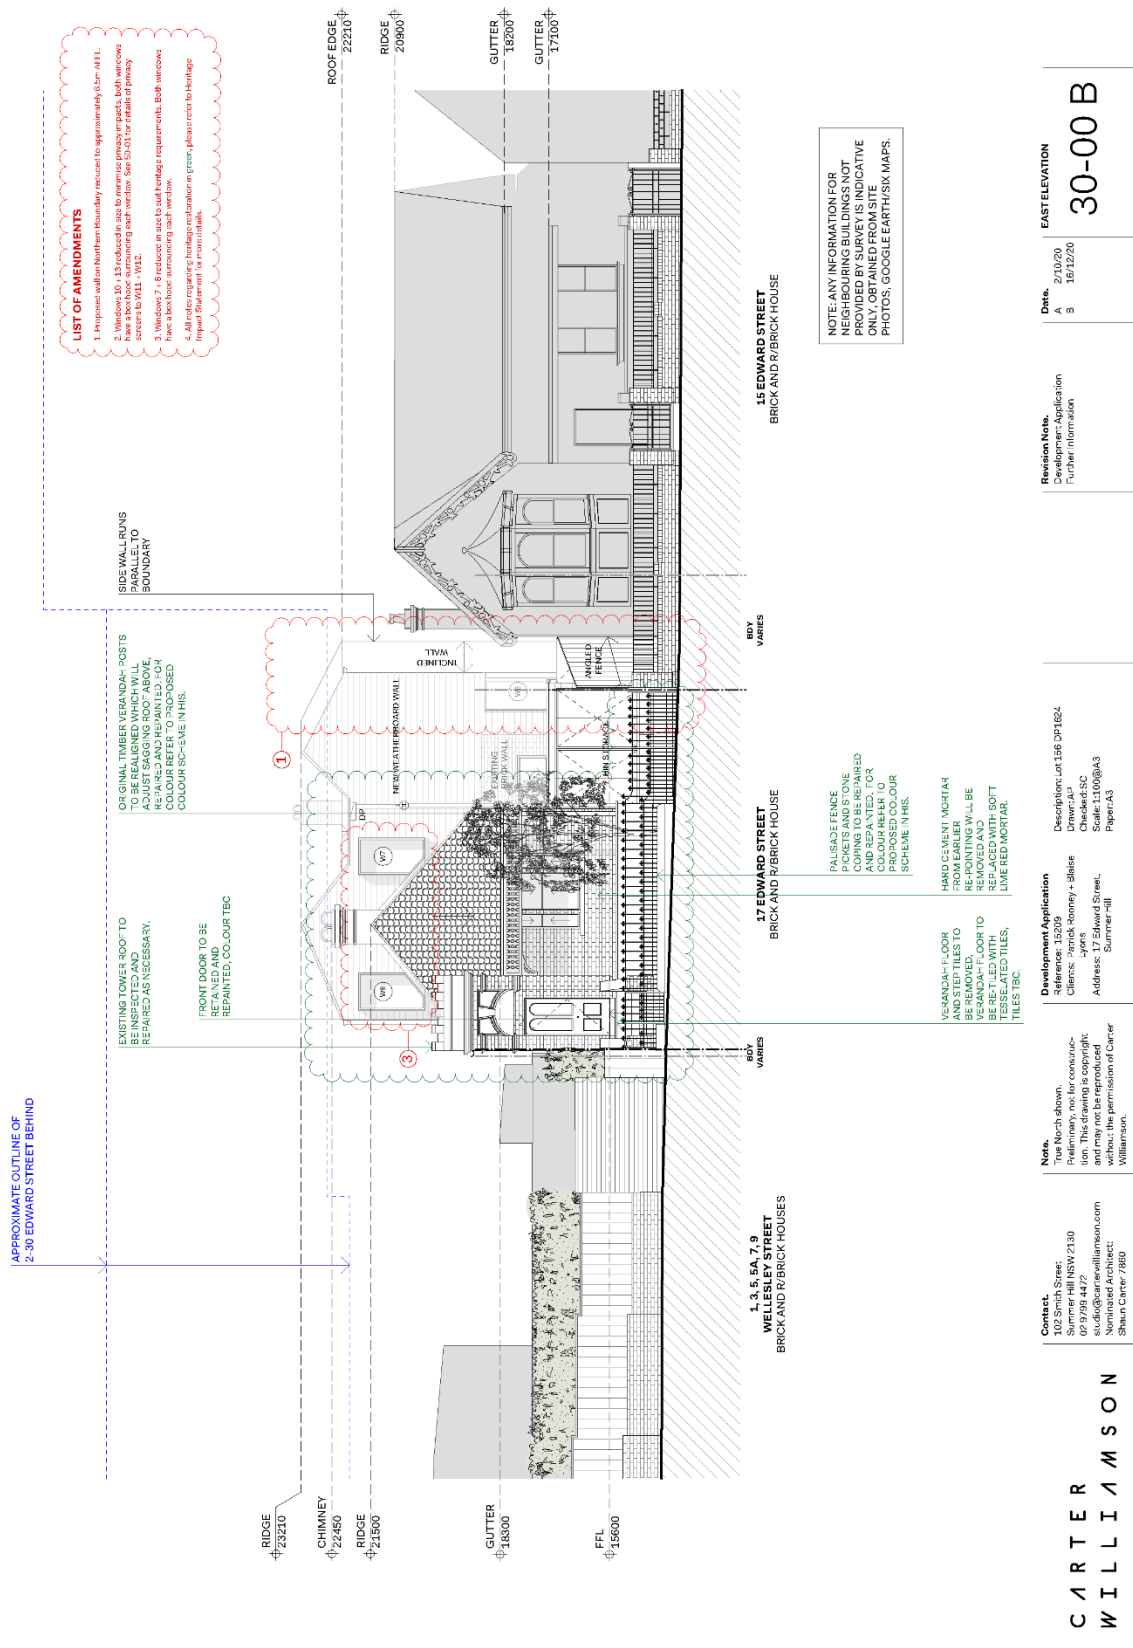 APPROXIMATE OUTLINE OF
2-30 EDWARD STREET BEHIND
EXISTING TOWER ROOF TO
BE INSPECTED AND
REPAIRED AS NECESSARY.
FRONT DOOR TO BE
RETAINED AND
REPAINTED, COLOUR TBC
ORIGINAL TIMBER VERANDAH POSTS
TO BE REALIGNED WHICH WILL
ADJUST SAGGING ROOF ABOVE,
REPAIRED AND REPAINTED. FOR
COLOUR REFER TO PROPOSED
COLOUR SCHEME IN HIS.
SIDE WALL RUNS
PARALLEL TO
BOUNDARY
LIST OF AMENDMENTS
1. Proposed wall on Northern Boundary reduced to approximately 6.5m AFFL.
2. Windows 10 + 13 reduced in size to minimise privacy impacts, both windows
have a box hood surrounding each window. See 50-01 for details of privacy
screens to W11 + W12.
3. Windows 7 + 8 reduced in size to suit heritage requirements. Both windows
have a box hood surrounding each window.
4. All notes regarding heritage restoration in green, please refer to Heritage
Impact Statement for more details.
RIDGE
23210
CHIMNEY
22450
RIDGE
21500
GUTTER
18300
FFL
15600
ROOF EDGE
22210
RIDGE
20900
GUTTER
18200
GUTTER
17100
1
3
W8
W7
DP
NEW WEATHERBOARD WALL
EXISTING
BRICK WALL
INCLINED
WALL
ANGLED
FENCE
BIN STORAGE
BDY
VARIES
BDY
VARIES
1, 3, 5, 5A, 7, 9
WELLESLEY STREET
BRICK AND R/BRICK HOUSES
17 EDWARD STREET
BRICK AND R/BRICK HOUSE
15 EDWARD STREET
BRICK AND R/BRICK HOUSE
PALISADE FENCE
PICKETS AND STONE
COPING TO BE REPAIRED
AND REPAINTED. FOR
COLOUR REFER TO
PROPOSED COLOUR
SCHEME IN HIS.
VERANDAH FLOOR
AND STEP TILES TO
BE REMOVED,
VERANDAH FLOOR TO
BE RE-TILED WITH
TESSELATED TILES,
TILES TBC.
HARD CEMENT MORTAR
FROM EARLIER
RE-POINTING WILL BE
REMOVED AND
REPLACED WITH SOFT
LIME RED MORTAR.
NOTE: ANY INFORMATION FOR
NEIGHBOURING BUILDINGS NOT
PROVIDED BY SURVEY IS INDICATIVE
ONLY, OBTAINED FROM SITE
PHOTOS, GOOGLE EARTH/SIX MAPS.
CARTER
WILLIAMSON
Contact.
102 Smith Street
Summer Hill NSW 2130
02 9799 4472
studio@carterwilliamson.com
Nominated Architect:
Shaun Carter 7860
Note.
True North shown.
Preliminary, not for construc-
tion. This drawing is copyright
and may not be reproduced
without the permission of Carter
Williamson.
Development Application
Reference: 15209
Clients: Patrick Rooney + Blaise
Lyons
Address: 17 Edward Street,
Summer Hill
Description: Lot 156 DP1624
Drawn: AP
Checked: SC
Scale: 1:100@A3
Paper: A3
Revision Note.
Development Application
Further Information
Date.
A 2/10/20
B 16/12/20
EAST ELEVATION
30-00 B